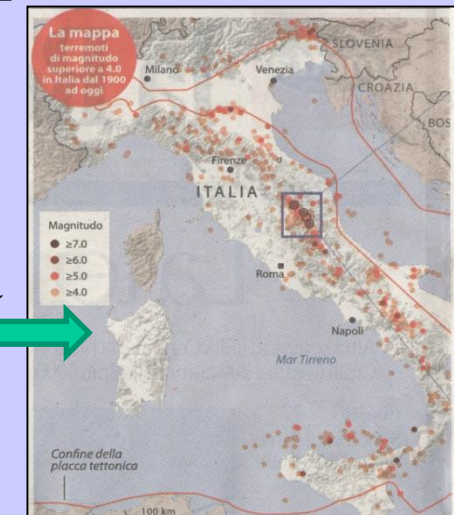 La mappa
terremoti
di magnitudo
superiore a 4.0
in Italia dal 1900
ad oggi
SLOVENIA
Milano
Venezia
CROAZIA
BOS
Firenze
ITALIA
Magnitudo
≥7.0
≥6.0
≥5.0
≥4.0
Roma
Napoli
Mar Tirreno
Confine della
placca tettonica
100 km